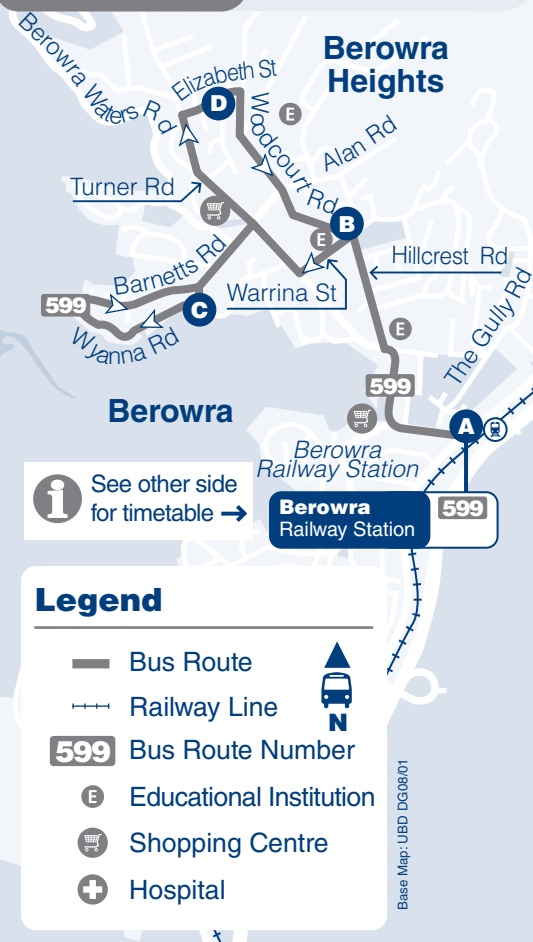 Berowra Waters Rd
Elizabeth St
Berowra
Heights
D
E
Woodcourt Rd
Alan Rd
Turner Rd
B
E
Hillcrest Rd
Barnetts Rd
Warrina St
599
C
Wyanna Rd
The Gully Rd
E
599
Berowra
A
Berowra
Railway Station
See other side
for timetable →
i
Berowra
Railway Station
599
Legend
Bus Route
Railway Line
N
599 Bus Route Number
E Educational Institution
Shopping Centre
Hospital
Base Map: UBD DG08/01